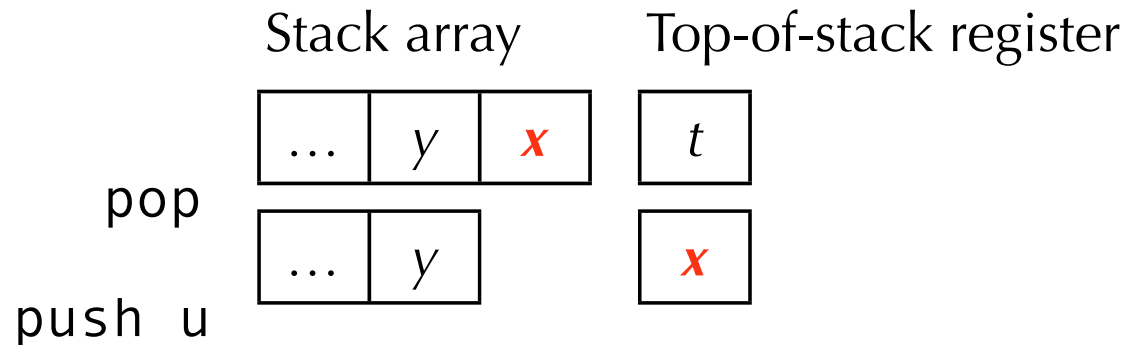 Stack array Top-of-stack register
… y x t
pop
… y x
push u